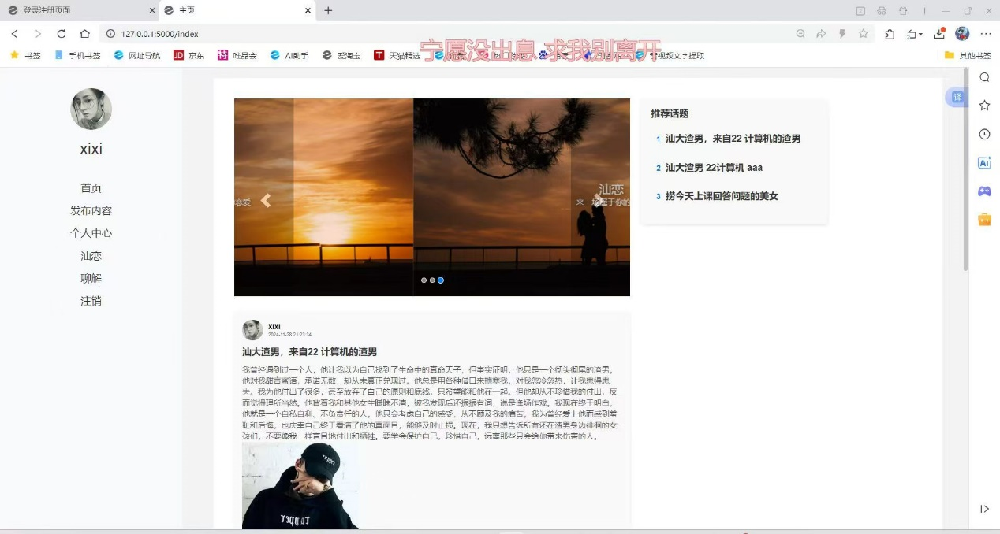 登录注册页面
主页
127.0.0.1:5000/index
宁愿没出息 求我别离开
书签
手机书签
网址导航
JD 京东
特 唯品会
AI助手
爱淘宝
T 天猫精选
音视频文字提取
其他书签
xixi
首页
发布内容
个人中心
汕恋
聊解
注销
恋爱
汕恋
来一场属于你的
推荐话题
1 汕大渣男，来自22 计算机的渣男
2 汕大渣男 22计算机 aaa
3 捞今天上课回答问题的美女
译
AI
xixi
2024-11-28 21:23:34
汕大渣男，来自22 计算机的渣男
我曾经遇到过一个人，他让我以为自己找到了生命中的真命天子，但事实证明，他只是一个彻头彻尾的渣男。
他对我甜言蜜语，承诺无数，却从未真正兑现过。他总是用各种借口来搪塞我，对我忽冷忽热，让我患得患
失。我为他付出了很多，甚至放弃了自己的原则和底线，只希望能和他在一起。但他却从不珍惜我的付出，反
而觉得理所当然。他背着我和其他女生暧昧不清，被我发现后还振振有词，说是逢场作戏。我现在终于明白，
他就是一个自私自利、不负责任的人。他只会考虑自己的感受，从不顾及我的痛苦。我为曾经爱上他而感到羞
耻和后悔，也庆幸自己终于看清了他的真面目，能够及时止损。现在，我只想告诉所有还在渣男身边徘徊的女
孩们，不要像我一样盲目地付出和牺牲。要学会保护自己，珍惜自己，远离那些只会给你带来伤害的人。